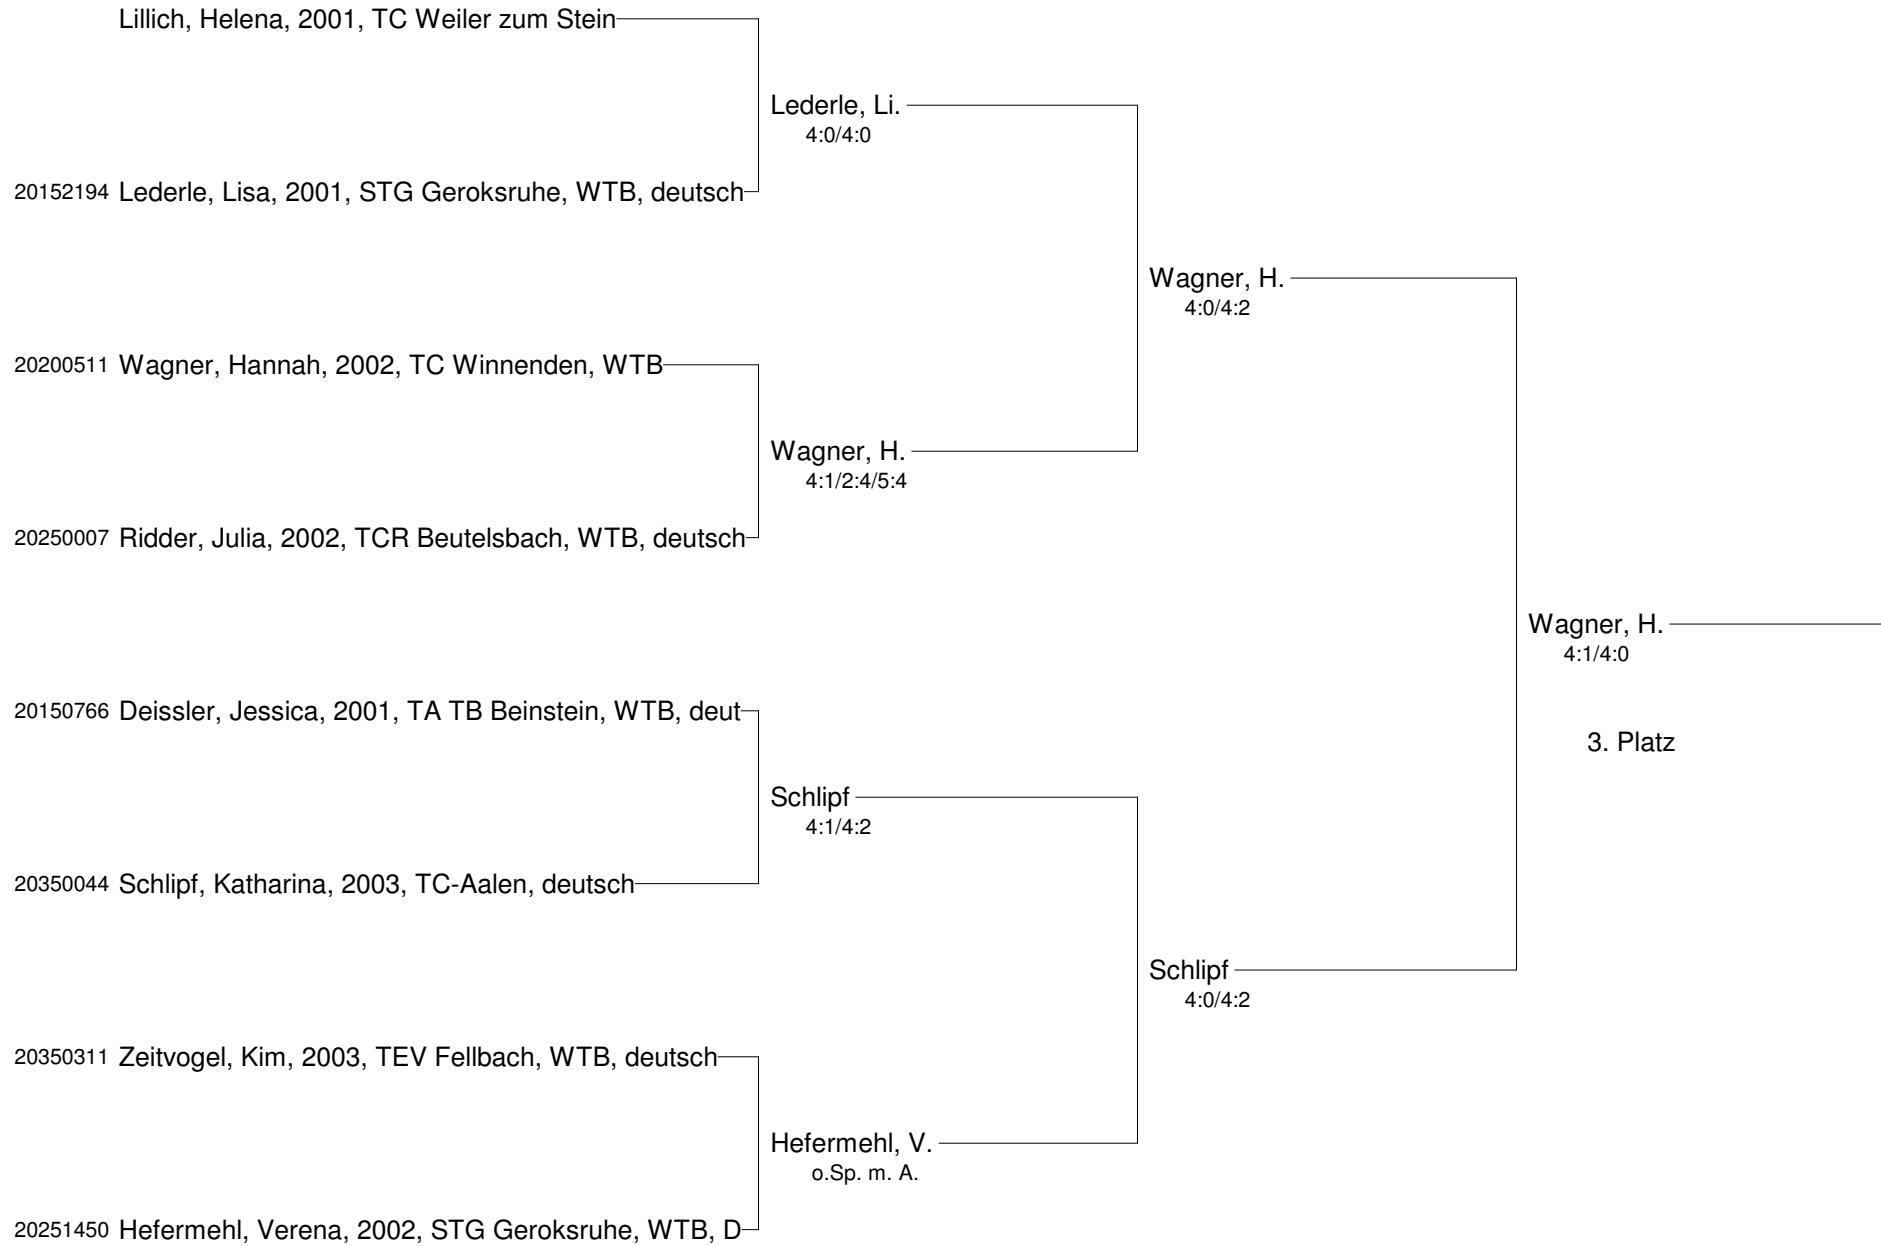 Lillich, Helena, 2001, TC Weiler zum Stein
Lederle, Li.
4:0/4:0
20152194 Lederle, Lisa, 2001, STG Geroksruhe, WTB, deutsch
Wagner, H.
4:0/4:2
20200511 Wagner, Hannah, 2002, TC Winnenden, WTB
Wagner, H.
4:1/2:4/5:4
20250007 Ridder, Julia, 2002, TCR Beutelsbach, WTB, deutsch
Wagner, H.
4:1/4:0
20150766 Deissler, Jessica, 2001, TA TB Beinstein, WTB, deut
3. Platz
Schlipf
4:1/4:2
20350044 Schlipf, Katharina, 2003, TC-Aalen, deutsch
Schlipf
4:0/4:2
20350311 Zeitvogel, Kim, 2003, TEV Fellbach, WTB, deutsch
Hefermehl, V.
o.Sp. m. A.
20251450 Hefermehl, Verena, 2002, STG Geroksruhe, WTB, D